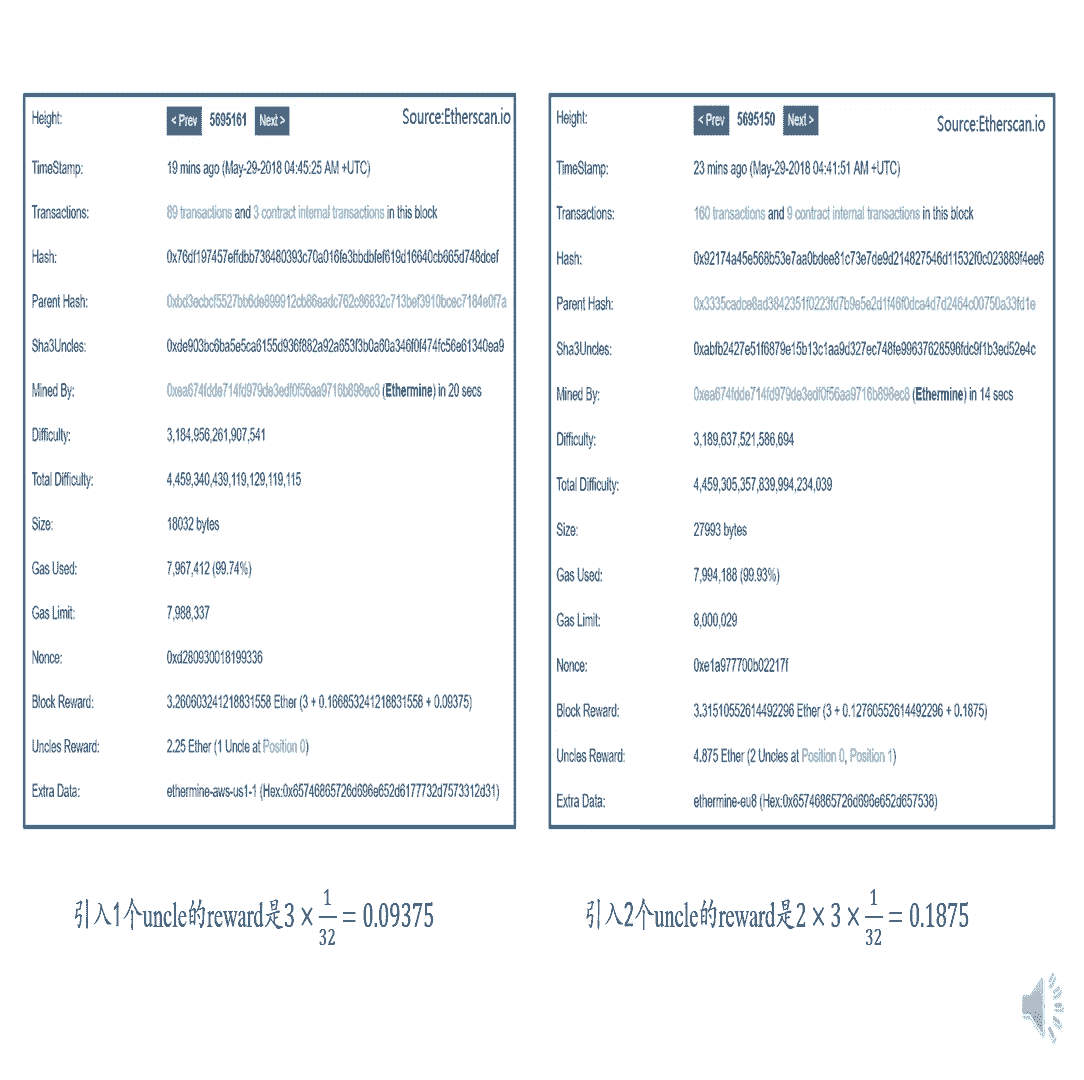 Height: < Prev 5695161 Next > Source:Etherscan.io
TimeStamp: 19 mins ago (May-29-2018 04:45:25 AM +UTC)
Transactions: 89 transactions and 3 contract internal transactions in this block
Hash: 0x76df197457effdbb736480393c70a016fe3bbdbfef619d16640cb665d748dcef
Parent Hash: 0xbd3ecbcf5527bb6de899912cb86eadc762c86832c713bef3910bcec7184e0f7a
Sha3Uncles: 0xde903bc6ba5e5ca6155d936f882a92a653f3b0a60a346f0f474fc56e61340ea9
Mined By: 0xea674fdde714fd979de3edf0f56aa9716b898ec8 (Ethermine) in 20 secs
Difficulty: 3,184,956,261,907,541
Total Difficulty: 4,459,340,439,119,129,119,115
Size: 18032 bytes
Gas Used: 7,967,412 (99.74%)
Gas Limit: 7,988,337
Nonce: 0xd280930018199336
Block Reward: 3.260603241218831558 Ether (3 + 0.166853241218831558 + 0.09375)
Uncles Reward: 2.25 Ether (1 Uncle at Position 0)
Extra Data: ethermine-aws-us1-1 (Hex:0x65746865726d696e652d6177732d7573312d31)
引入1个uncle的reward是3 × 1/32 = 0.09375
Height: < Prev 5695150 Next > Source:Etherscan.io
TimeStamp: 23 mins ago (May-29-2018 04:41:51 AM +UTC)
Transactions: 160 transactions and 9 contract internal transactions in this block
Hash: 0x92174a45e568b53e7aa0bdee81c73e7de9d214827546d11532f0c023889f4ee6
Parent Hash: 0x3335cadce8ad3842351f0223fd7b9e5e2d1f46f0dca4d7d2464c00750a33fd1e
Sha3Uncles: 0xabfb2427e51f6879e15b13c1aa9d327ec748fe99637628596fdc9f1b3ed52e4c
Mined By: 0xea674fdde714fd979de3edf0f56aa9716b898ec8 (Ethermine) in 14 secs
Difficulty: 3,189,637,521,586,694
Total Difficulty: 4,459,305,357,839,994,234,039
Size: 27993 bytes
Gas Used: 7,994,188 (99.93%)
Gas Limit: 8,000,029
Nonce: 0xe1a977700b02217f
Block Reward: 3.31510552614492296 Ether (3 + 0.12760552614492296 + 0.1875)
Uncles Reward: 4.875 Ether (2 Uncles at Position 0, Position 1)
Extra Data: ethermine-eu8 (Hex:0x65746865726d696e652d657538)
引入2个uncle的reward是2 × 3 × 1/32 = 0.1875